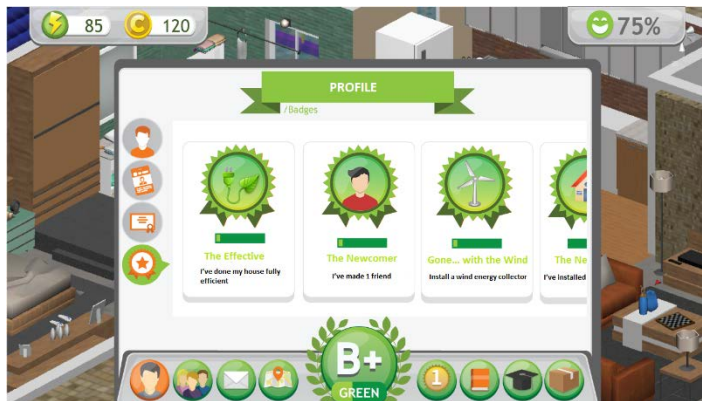 85
C 120
75%
PROFILE
/Badges
The Effective
I've done my house fully
efficient
The Newcomer
I've made 1 friend
Gone... with the Wind
Install a wind energy collector
The Ne
I've installed
B+
GREEN
1